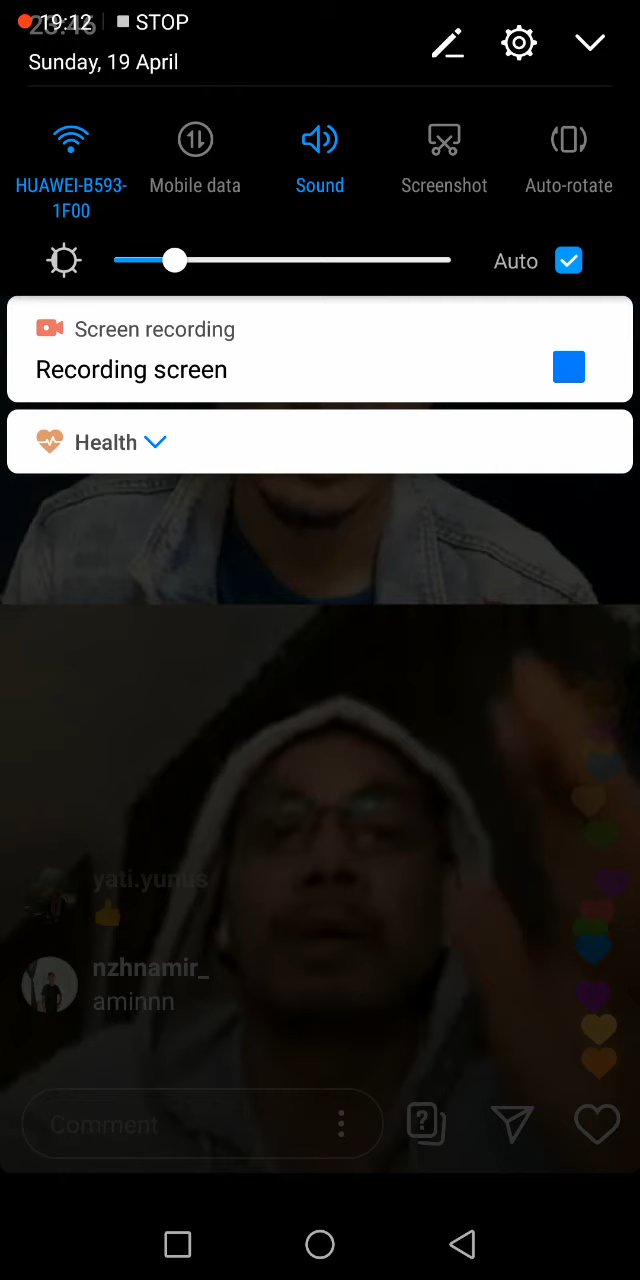 19:12 STOP
Sunday, 19 April
HUAWEI-B593-
1F00
Mobile data
Sound
Screenshot
Auto-rotate
Auto
Screen recording
Recording screen
Health
yati.yunus
nzhnamir_
aminnn
Comment